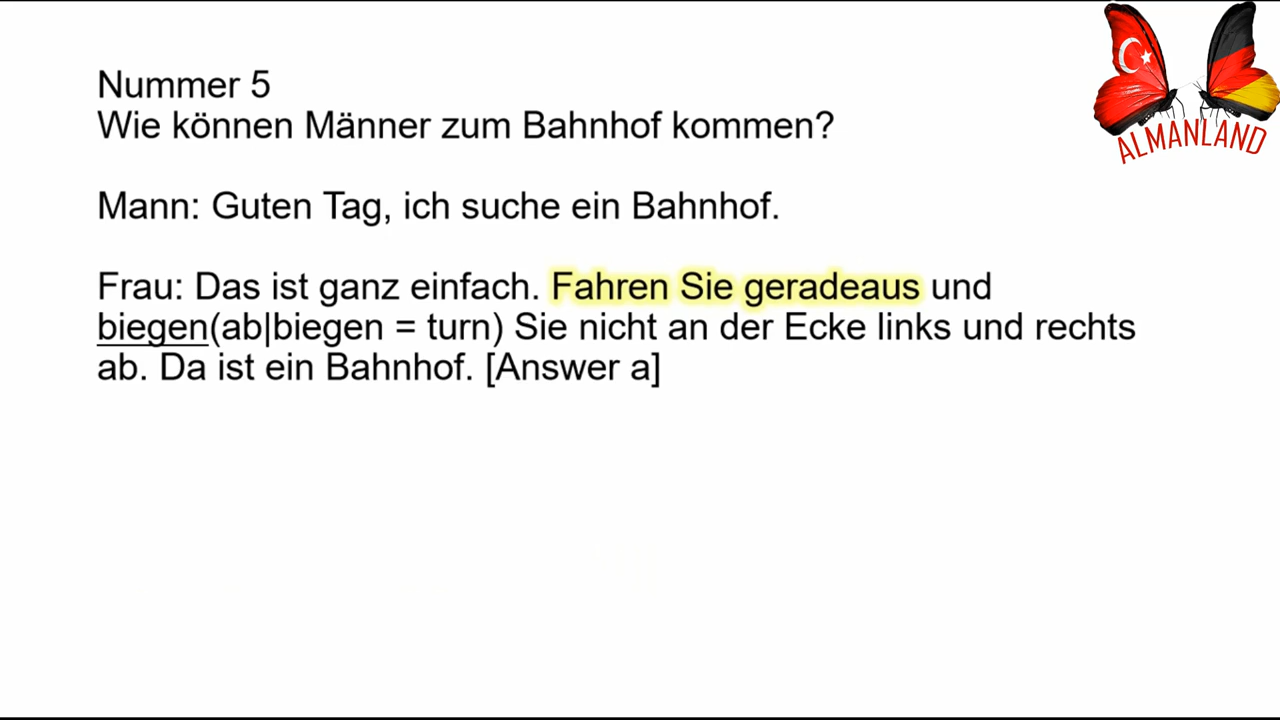 Nummer 5
Wie können Männer zum Bahnhof kommen?
Mann: Guten Tag, ich suche ein Bahnhof.
Frau: Das ist ganz einfach. Fahren Sie geradeaus und
biegen(ab|biegen = turn) Sie nicht an der Ecke links und rechts
ab. Da ist ein Bahnhof. [Answer a]
ALMANLAND